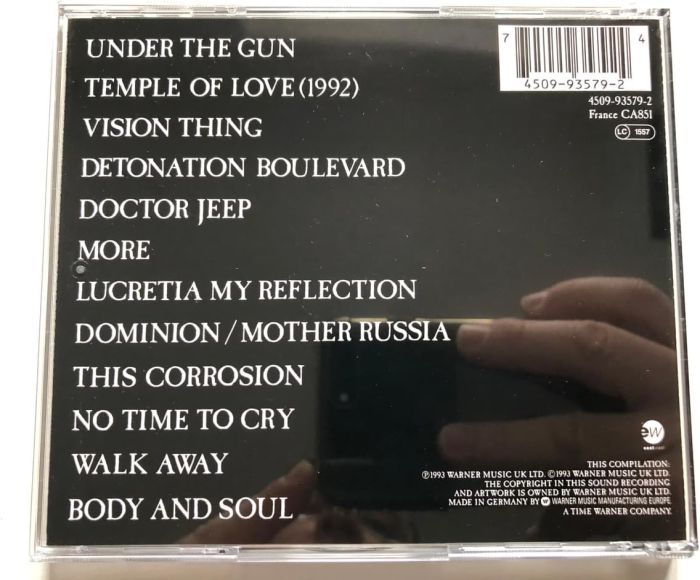 UNDER THE GUN
TEMPLE OF LOVE (1992)
VISION THING
DETONATION BOULEVARD
DOCTOR JEEP
MORE
LUCRETIA MY REFLECTION
DOMINION / MOTHER RUSSIA
THIS CORROSION
NO TIME TO CRY
WALK AWAY
BODY AND SOUL
7 4
4509-93579-2
4509-93579-2
France CA851
LC 1557
ew
eastwest
THIS COMPILATION:
℗1993 WARNER MUSIC UK LTD. ©1993 WARNER MUSIC UK LTD.
THE COPYRIGHT IN THIS SOUND RECORDING
AND ARTWORK IS OWNED BY WARNER MUSIC UK LTD.
MADE IN GERMANY BY WARNER MUSIC MANUFACTURING EUROPE
A TIME WARNER COMPANY.